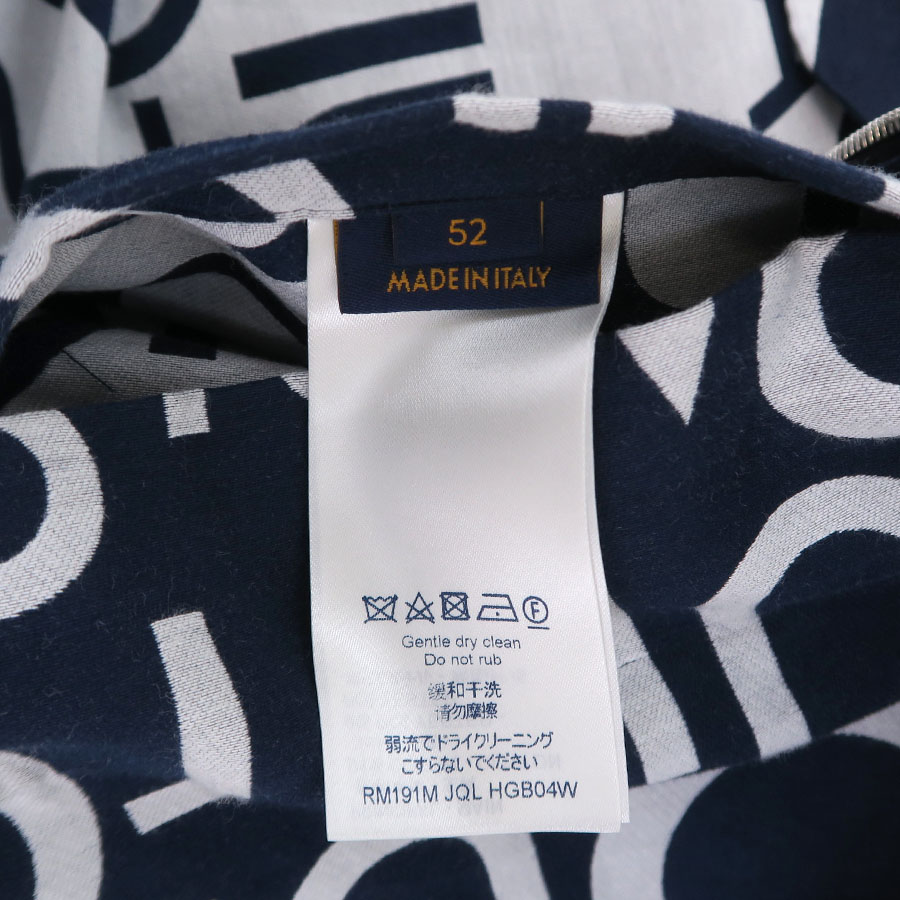 52
MADE IN ITALY
F
Gentle dry clean
Do not rub
缓和干洗
请勿摩擦
弱流でドライクリーニング
こすらないでください
RM191M JQL HGB04W